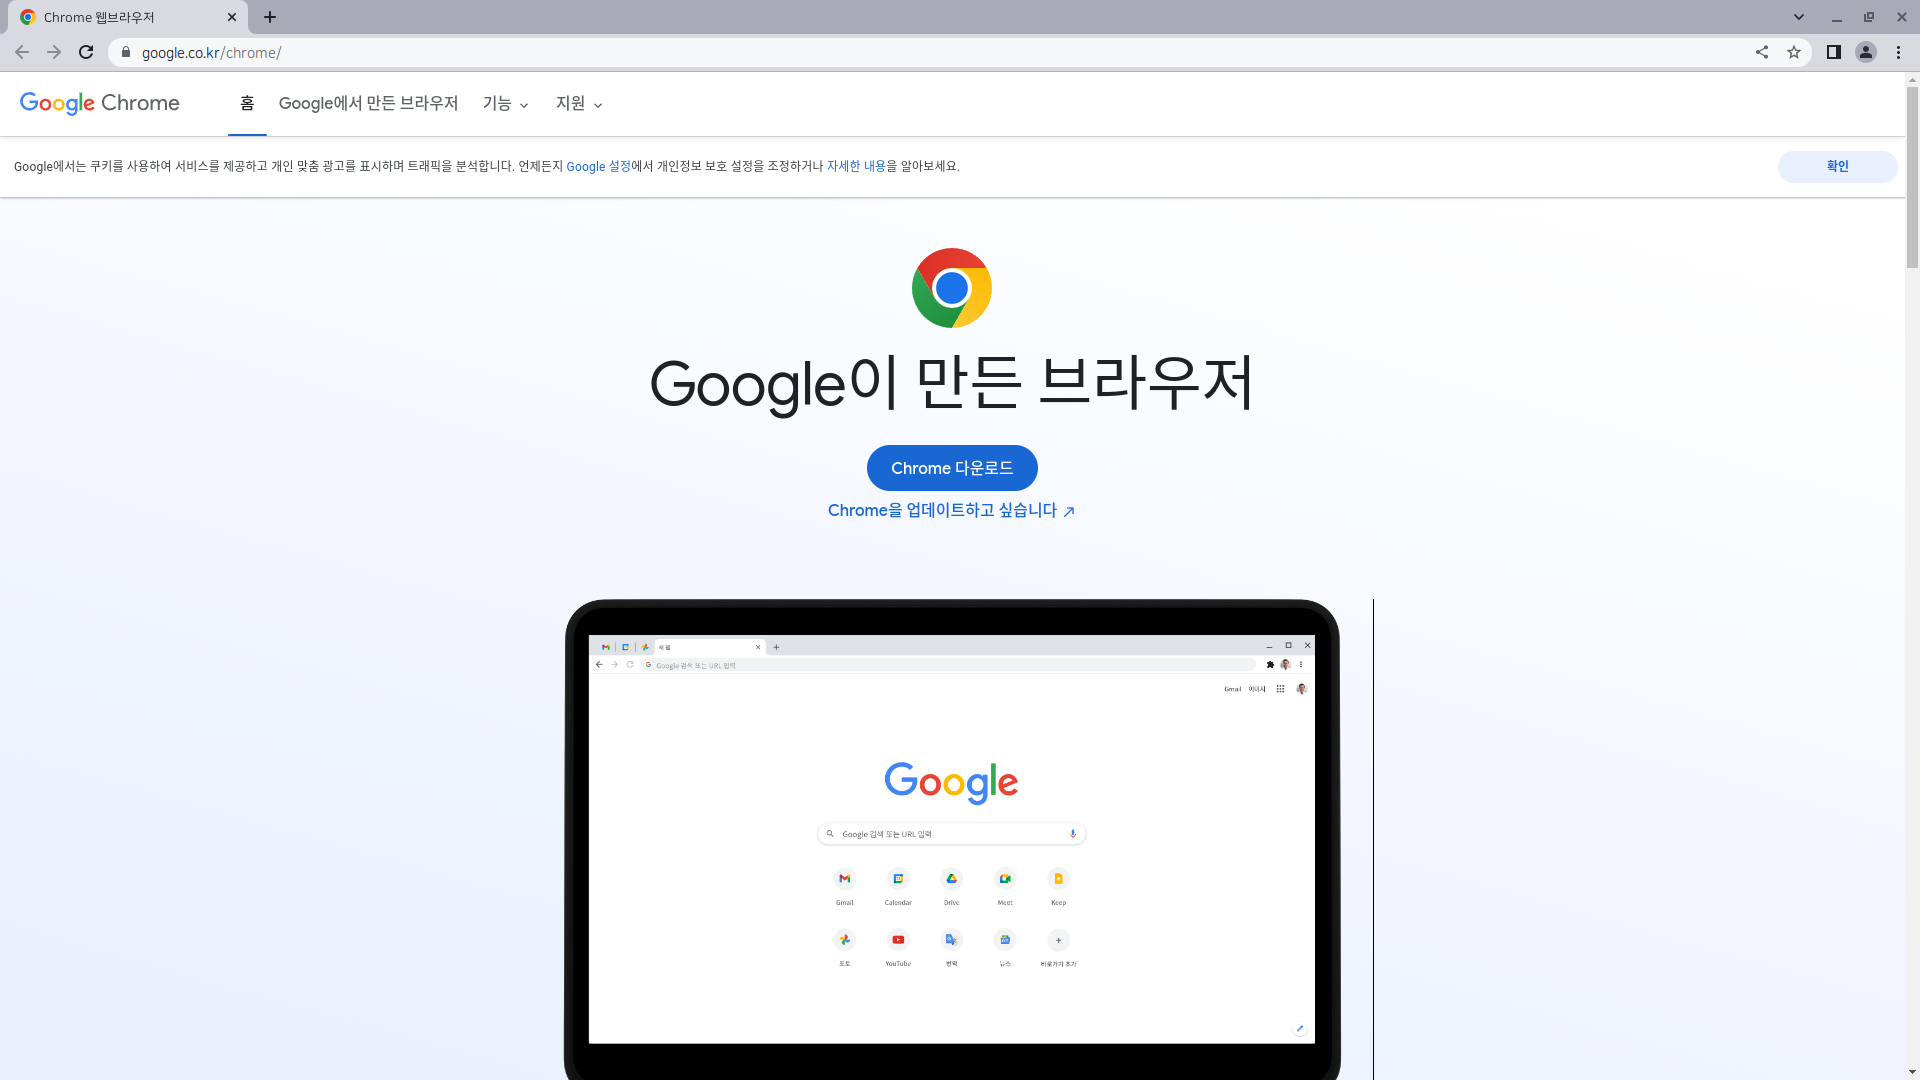 Chrome 웹브라우저
google.co.kr/chrome/
Google Chrome
홈
Google에서 만든 브라우저
기능
지원
Google에서는 쿠키를 사용하여 서비스를 제공하고 개인 맞춤 광고를 표시하며 트래픽을 분석합니다. 언제든지 Google 설정에서 개인정보 보호 설정을 조정하거나 자세한 내용을 알아보세요.
확인
Google이 만든 브라우저
Chrome 다운로드
Chrome을 업데이트하고 싶습니다
새 탭
Google 검색 또는 URL 입력
Gmail 이미지
Google
Google 검색 또는 URL 입력
Gmail Calendar Drive Meet Keep
포토 YouTube 번역 뉴스 바로가기 추가